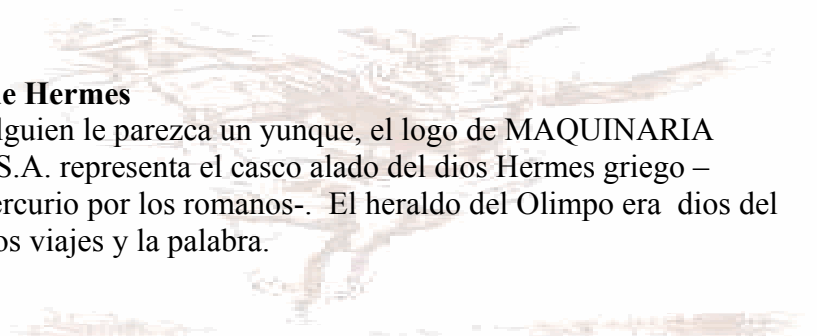 e Hermes
lguien le parezca un yunque, el logo de MAQUINARIA
S.A. representa el casco alado del dios Hermes griego –
ercurio por los romanos-. El heraldo del Olimpo era dios del
os viajes y la palabra.